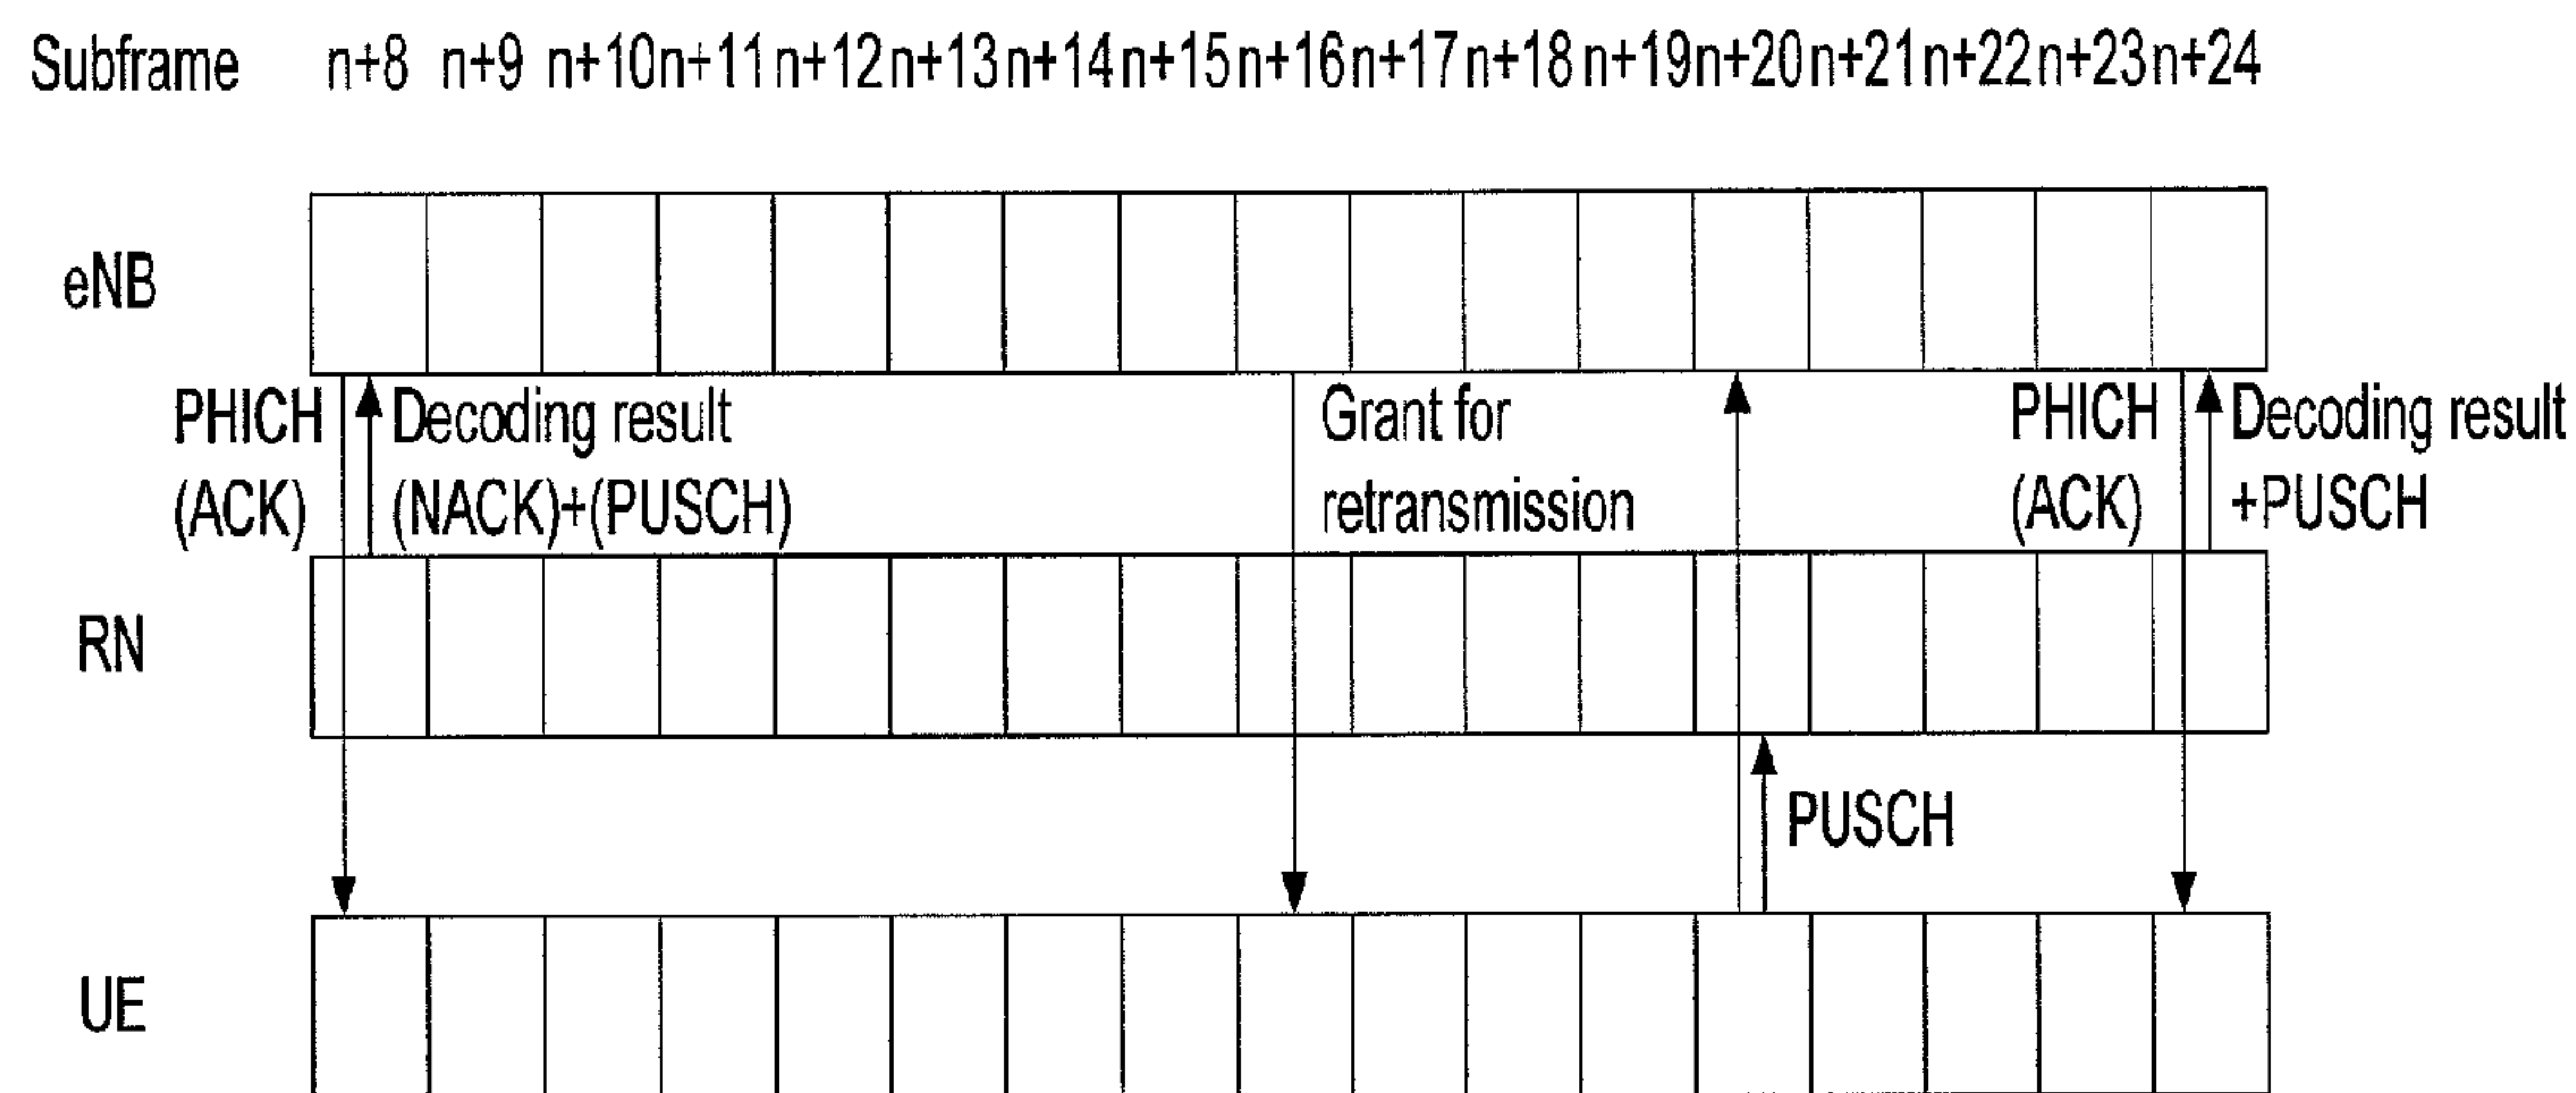 Subframe n+8 n+9 n+10 n+11 n+12 n+13 n+14 n+15 n+16 n+17 n+18 n+19 n+20 n+21 n+22 n+23 n+24
eNB
PHICH Decoding result Grant for PHICH Decoding result
(ACK) (NACK)+(PUSCH) retransmission (ACK) +PUSCH
RN
PUSCH
UE